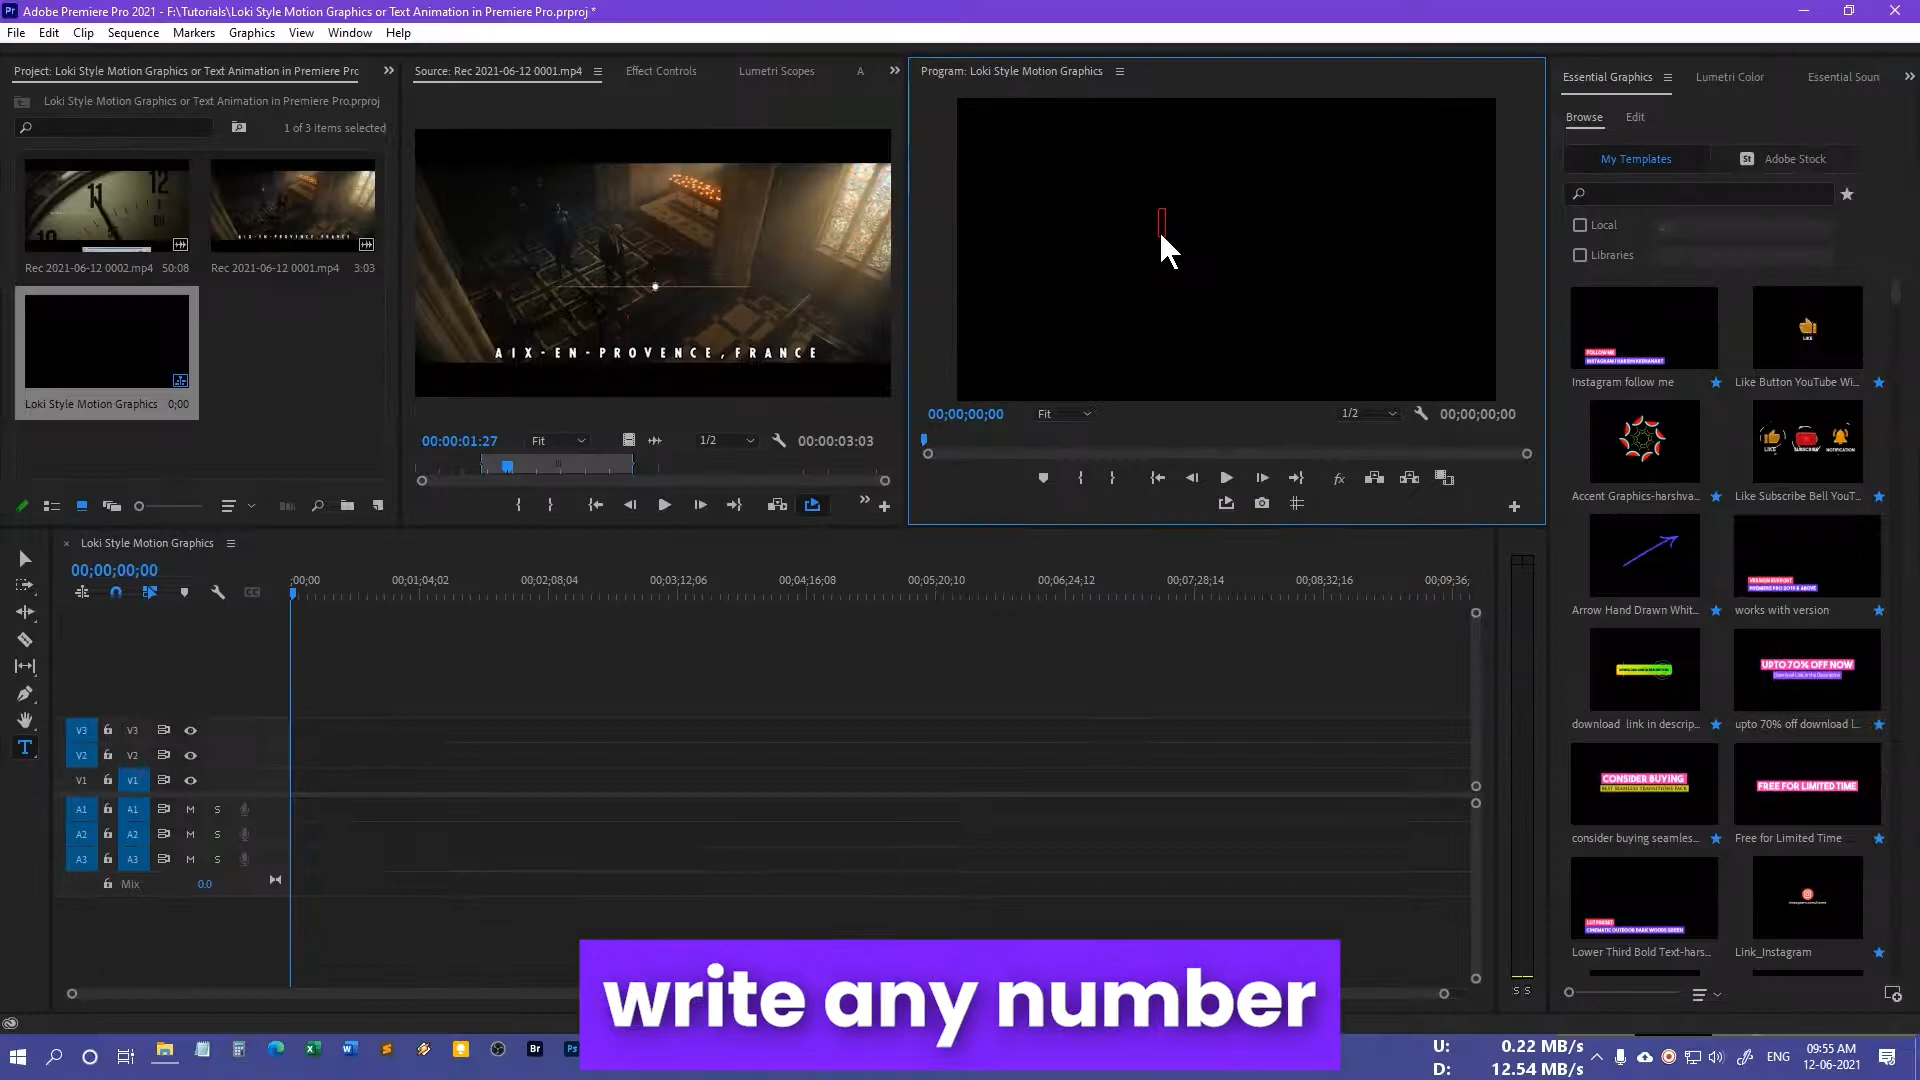 Adobe Premiere Pro 2021 - F:\Tutorials\Loki Style Motion Graphics or Text Animation in Premiere Pro.prproj *
File Edit Clip Sequence Markers Graphics View Window Help
Project: Loki Style Motion Graphics or Text Animation in Premiere Prc
Loki Style Motion Graphics or Text Animation in Premiere Pro.prproj
1 of 3 items selected
Rec 2021-06-12 0002.mp4 50:08
Rec 2021-06-12 0001.mp4 3:03
Loki Style Motion Graphics 0;00
Source: Rec 2021-06-12 0001.mp4 Effect Controls Lumetri Scopes A
AIX-EN-PROVENCE, FRANCE
00:00:01:27 Fit 1/2 00:00:03:03
Program: Loki Style Motion Graphics
00;00;00;00 Fit 1/2 00;00;00;00
Essential Graphics Lumetri Color Essential Soun
Browse Edit
My Templates St Adobe Stock
Local
Libraries
Instagram follow me
Like Button YouTube Wi...
Accent Graphics-harshva...
Like Subscribe Bell YouT...
Arrow Hand Drawn Whit...
works with version
UPTO 70% OFF NOW
download link in descrip...
upto 70% off download l...
CONSIDER BUYING
FREE FOR LIMITED TIME
consider buying seamles...
Free for Limited Time
Lower Third Bold Text-hars...
Link_Instagram
Loki Style Motion Graphics
00;00;00;00
;00;00 00;01;04;02 00;02;08;04 00;03;12;06 00;04;16;08 00;05;20;10 00;06;24;12 00;07;28;14 00;08;32;16 00;09;36;
V3 V3
V2 V2
V1 V1
A1 A1 M S
A2 A2 M S
A3 A3 M S
Mix 0.0
S S
write any number
Br Ps
U: 0.22 MB/s
D: 12.54 MB/s
ENG
09:55 AM
12-06-2021